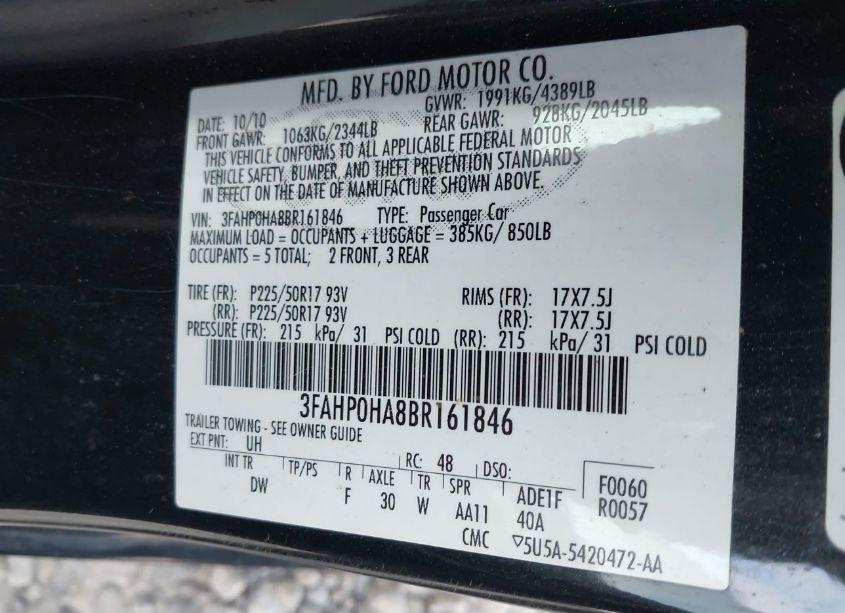 MFD. BY FORD MOTOR CO.
DATE: 10/10 GVWR: 1991KG/4389LB
FRONT GAWR: 1063KG/2344LB REAR GAWR: 928KG/2045LB
THIS VEHICLE CONFORMS TO ALL APPLICABLE FEDERAL MOTOR
VEHICLE SAFETY, BUMPER, AND THEFT PREVENTION STANDARDS
IN EFFECT ON THE DATE OF MANUFACTURE SHOWN ABOVE.
VIN: 3FAHP0HA8BR161846 TYPE: Passenger Car
MAXIMUM LOAD = OCCUPANTS + LUGGAGE = 385KG/ 850LB
OCCUPANTS = 5 TOTAL; 2 FRONT, 3 REAR
TIRE (FR): P225/50R17 93V RIMS (FR): 17X7.5J
(RR): P225/50R17 93V (RR): 17X7.5J
PRESSURE (FR): 215 kPa/ 31 PSI COLD (RR): 215 kPa/ 31 PSI COLD
3FAHP0HA8BR161846
TRAILER TOWING - SEE OWNER GUIDE
EXT PNT: UH RC: 48 DSO: F0060
INT TR TP/PS R AXLE TR SPR ADE1F R0057
DW F 30 W AA11 40A
CMC ▽5U5A-5420472-AA